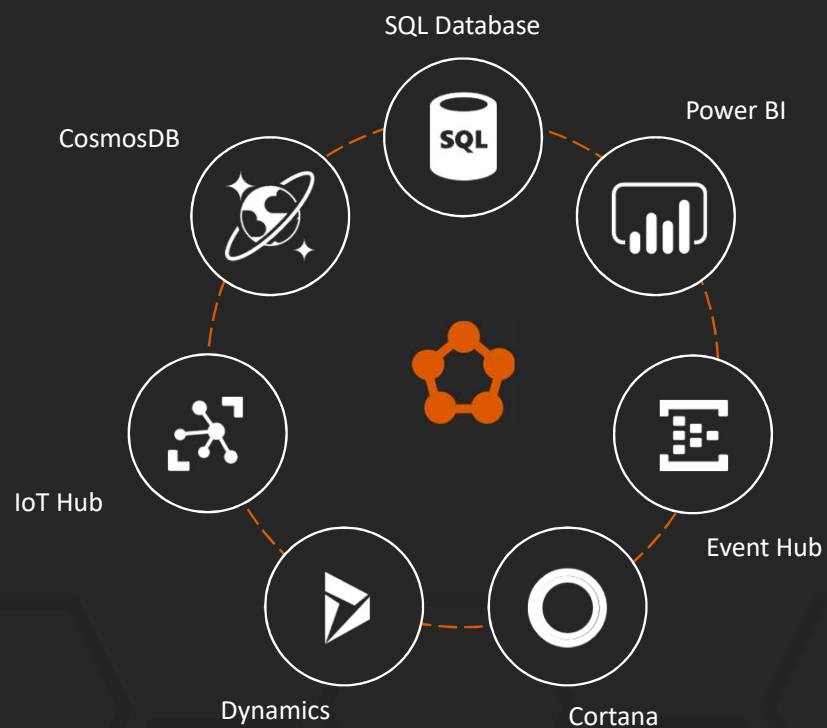 SQL Database
Power BI
CosmosDB
SQL
IoT Hub
Event Hub
Dynamics
Cortana